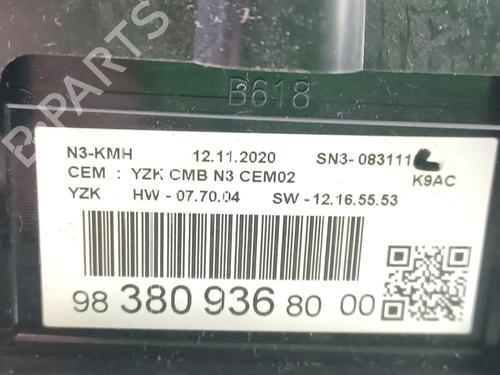 B618
B PARTS
N3-KMH 12.11.2020 SN3- 083111
CEM : YZK CMB N3 CEM02 K9AC
YZK HW - 07.70.04 SW - 12.16.55.53
98 380 936 80 00